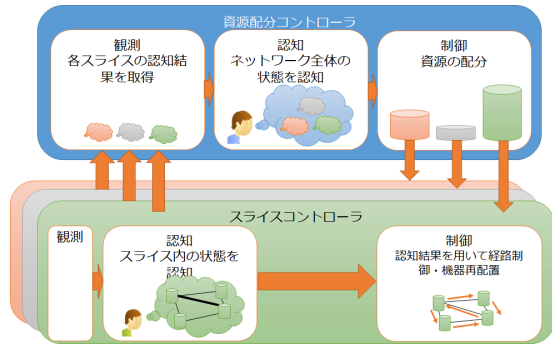 資源配分コントローラ
観測
各スライスの認知結
果を取得
認知
ネットワーク全体の
状態を認知
制御
資源の配分
スライスコントローラ
観測
認知
スライス内の状態を
認知
制御
認知結果を用いて経路制
御・機器再配置